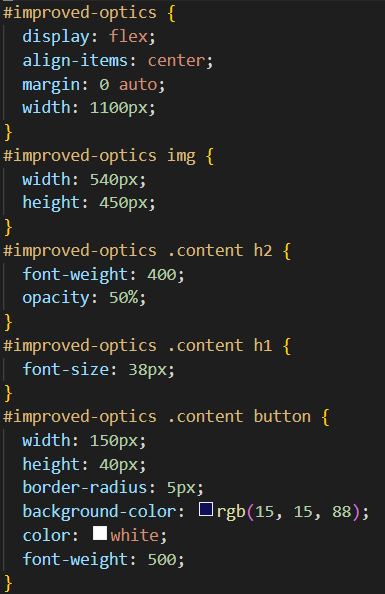 #improved-optics {
  display: flex;
  align-items: center;
  margin: 0 auto;
  width: 1100px;
}
#improved-optics img {
  width: 540px;
  height: 450px;
}
#improved-optics .content h2 {
  font-weight: 400;
  opacity: 50%;
}
#improved-optics .content h1 {
  font-size: 38px;
}
#improved-optics .content button {
  width: 150px;
  height: 40px;
  border-radius: 5px;
  background-color: rgb(15, 15, 88);
  color: white;
  font-weight: 500;
}